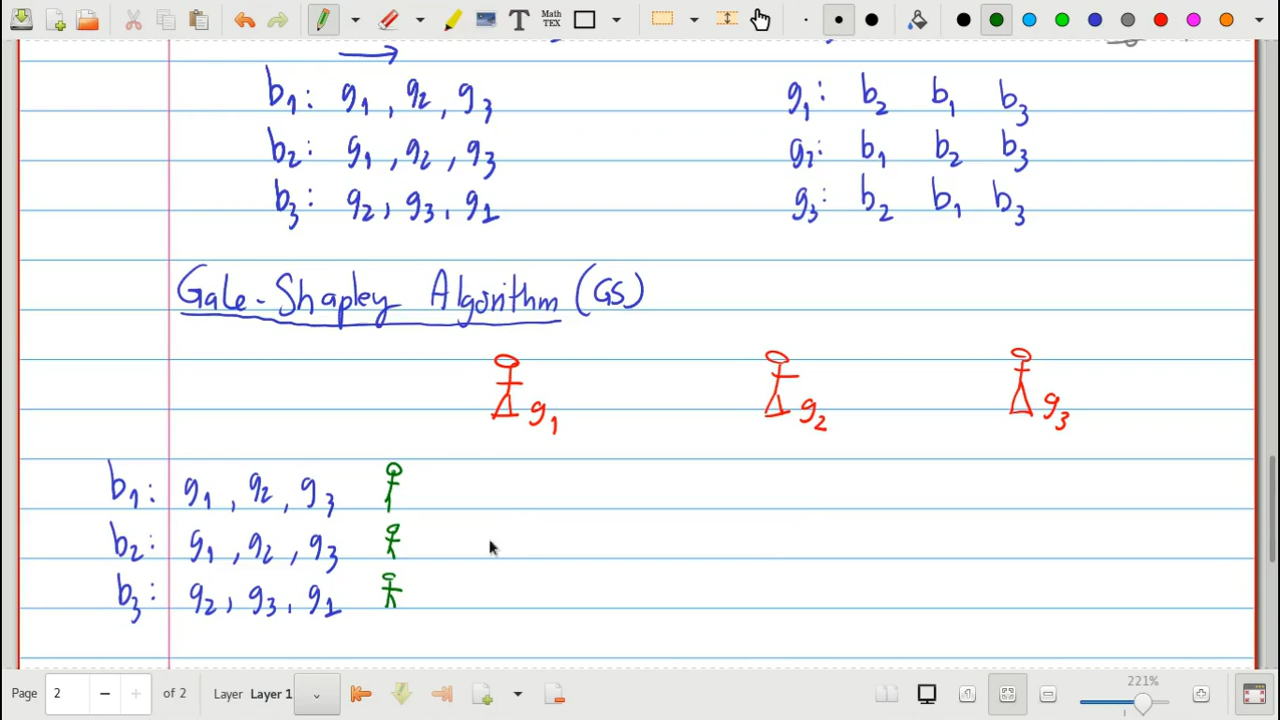 Math
TEX
b1: g1, g2, g3
g1: b2 b1 b3
b2: g1, g2, g3
g2: b1 b2 b3
b3: g2, g3, g1
g3: b2 b1 b3
Gale-Shapley Algorithm (GS)
g1 g2 g3
b1: g1, g2, g3
b2: g1, g2, g3
b3: g2, g3, g1
Page 2 of 2 Layer Layer 1 221%